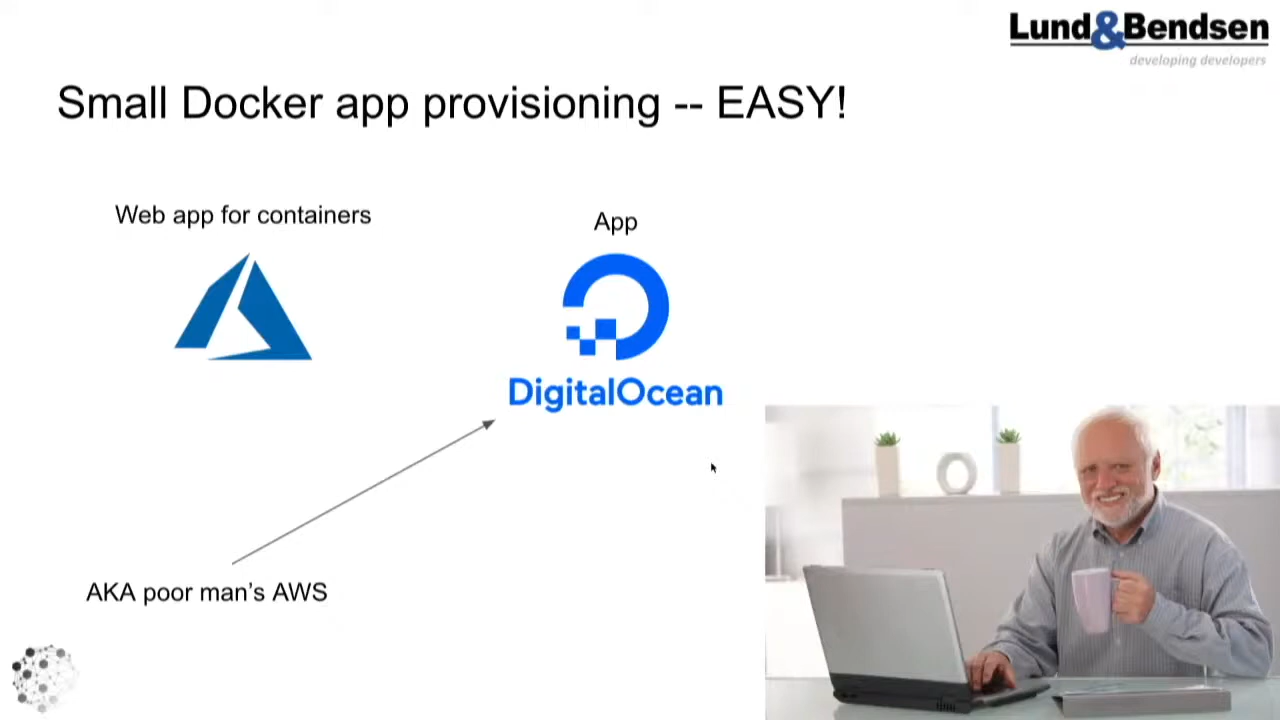 Lund&Bendsen
developing developers
Small Docker app provisioning -- EASY!
Web app for containers
App
DigitalOcean
AKA poor man's AWS